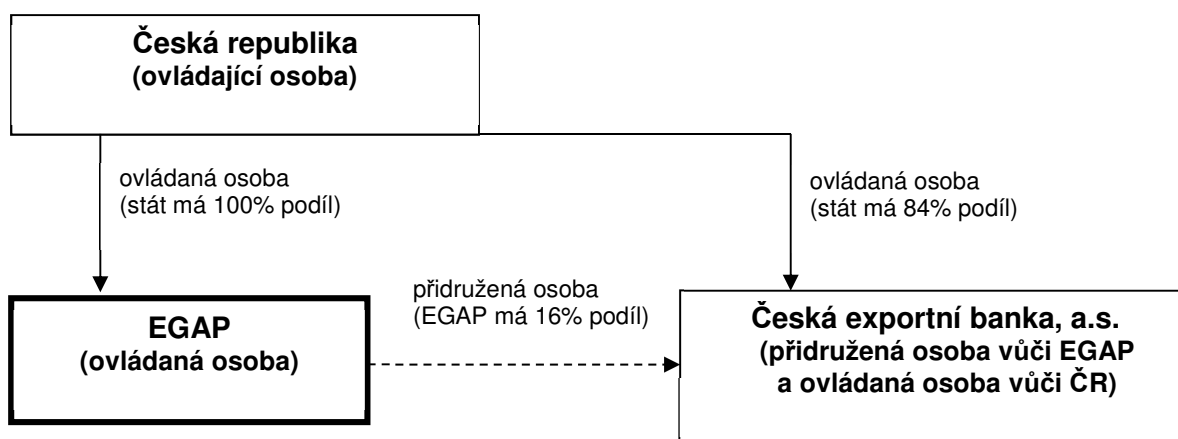 Česká republika
(ovládající osoba)
ovládaná osoba
(stát má 100% podíl)
ovládaná osoba
(stát má 84% podíl)
přidružená osoba
(EGAP má 16% podíl)
EGAP
(ovládaná osoba)
Česká exportní banka, a.s.
(přidružená osoba vůči EGAP
a ovládaná osoba vůči ČR)